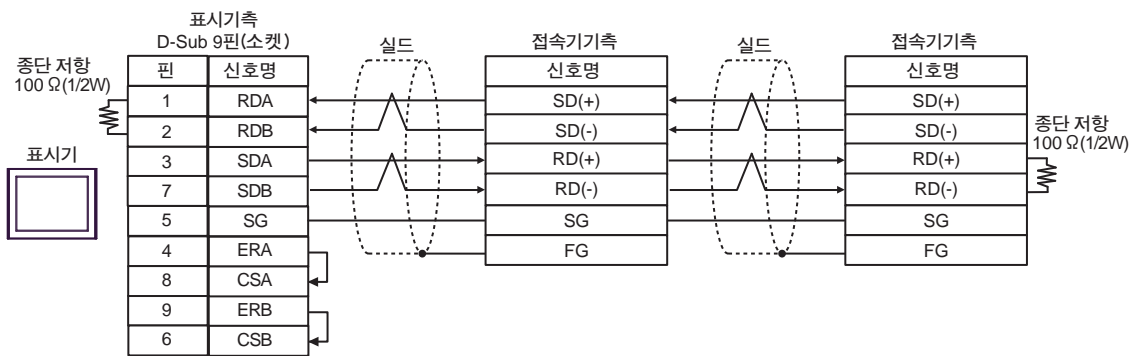 표시기측
D-Sub 9핀(소켓)
실드
접속기기측
실드
접속기기측
종단 저항
100 Ω(1/2W)
핀 신호명
신호명
신호명
1 RDA
SD(+)
SD(+)
2 RDB
SD(-)
SD(-)
종단 저항
100 Ω(1/2W)
표시기
3 SDA
RD(+)
RD(+)
7 SDB
RD(-)
RD(-)
5 SG
SG
SG
4 ERA
FG
FG
8 CSA
9 ERB
6 CSB